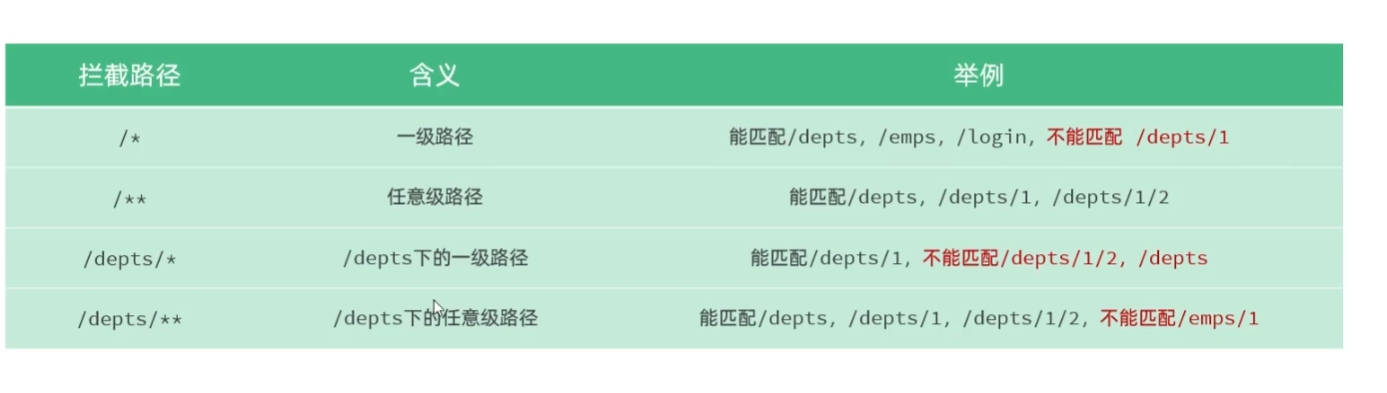 拦截路径 含义 举例
/* 一级路径 能匹配/depts, /emps, /login, 不能匹配 /depts/1
/** 任意级路径 能匹配/depts, /depts/1, /depts/1/2
/depts/* /depts下的一级路径 能匹配/depts/1, 不能匹配/depts/1/2, /depts
/depts/** /depts下的任意级路径 能匹配/depts, /depts/1, /depts/1/2, 不能匹配/emps/1